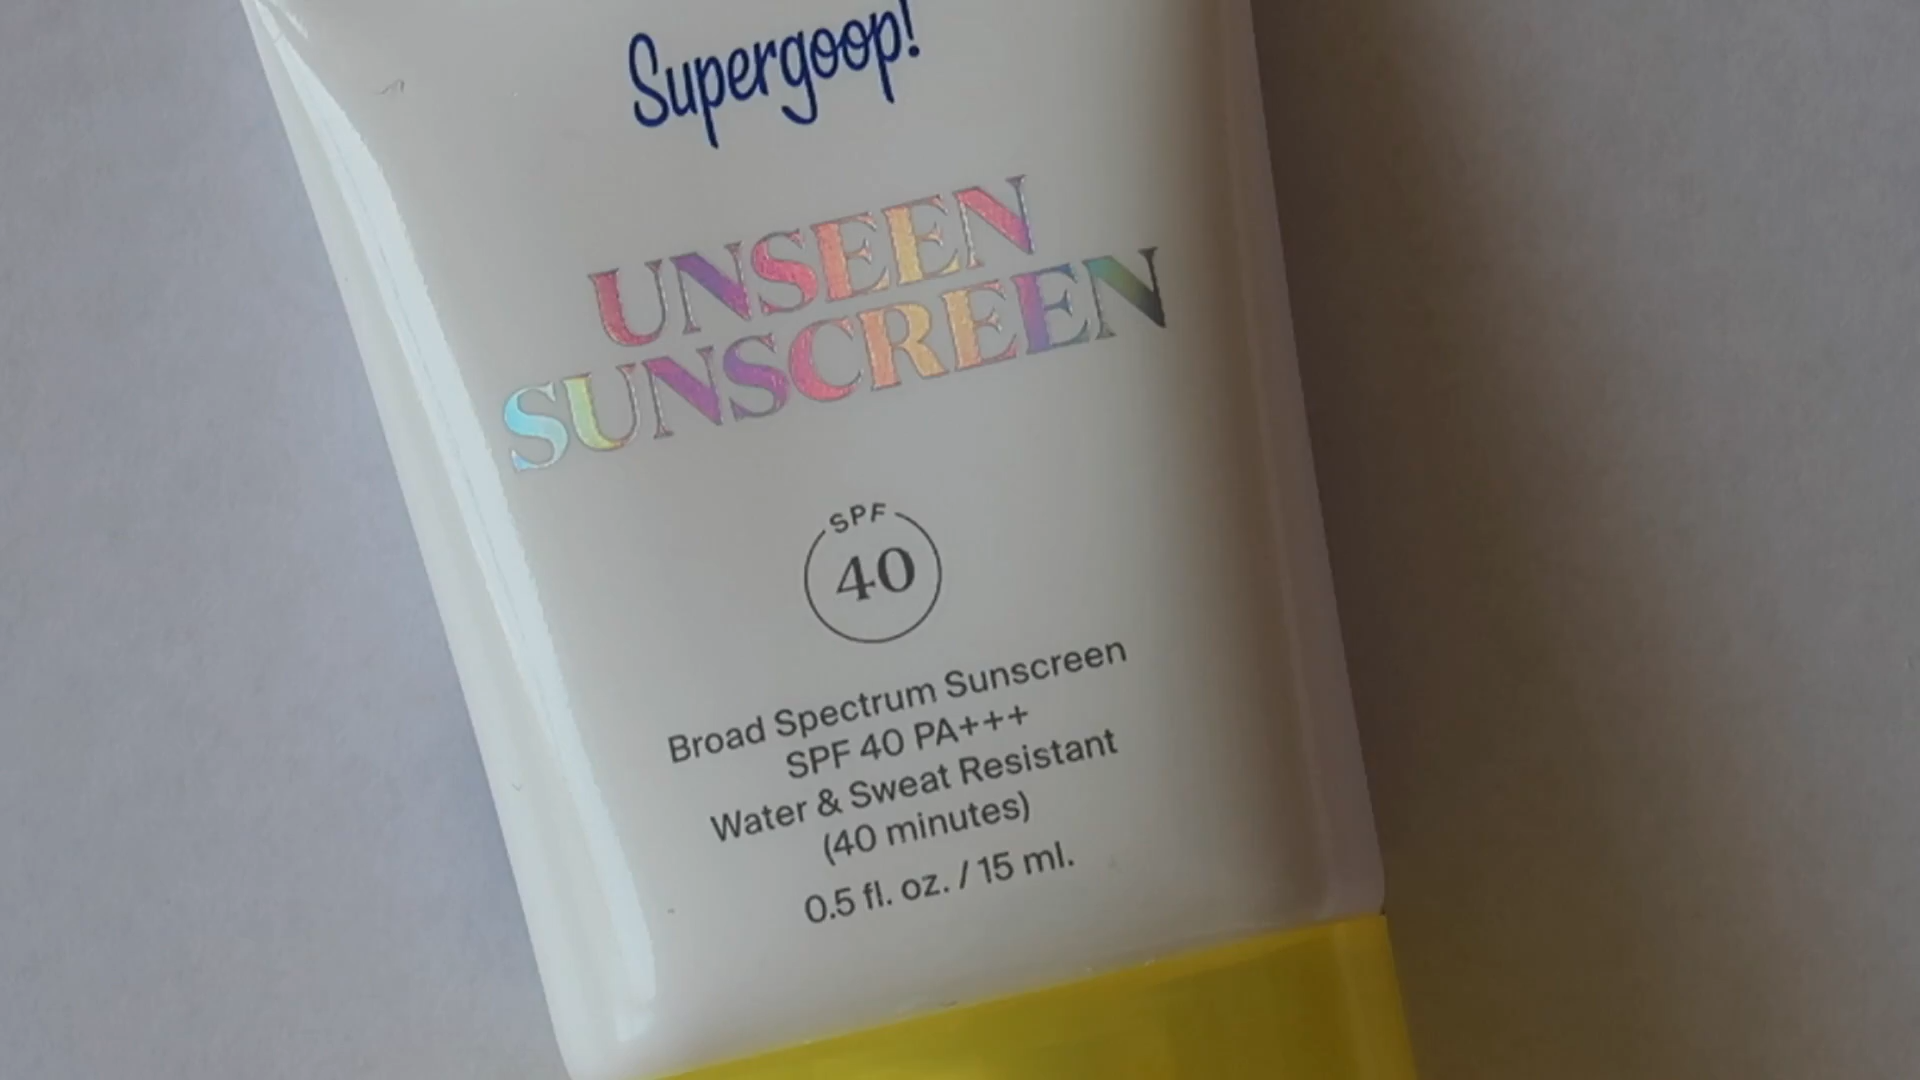 Supergoop!
UNSEEN
SUNSCREEN
SPF
40
Broad Spectrum Sunscreen
SPF 40 PA+++
Water & Sweat Resistant
(40 minutes)
0.5 fl. oz. / 15 ml.